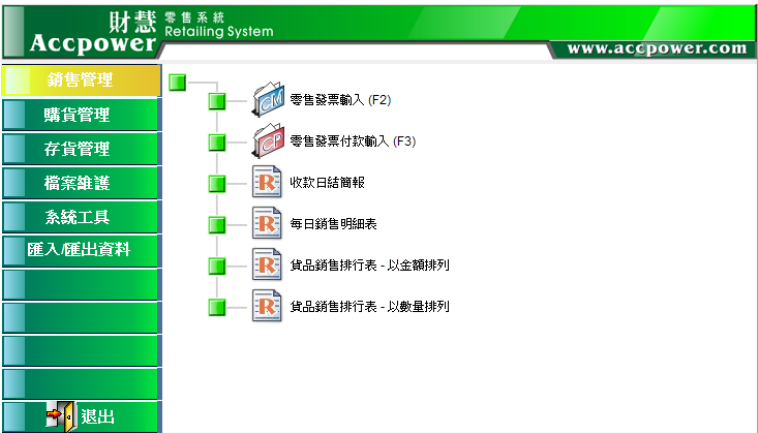 財慧 零售系統
Accpower Retailing System
www.accpower.com
銷售管理
購貨管理
存貨管理
檔案維護
系統工具
匯入/匯出資料
退出
CM 零售發票輸入 (F2)
CP 零售發票付款輸入 (F3)
R 收款日結簡報
R 每日銷售明細表
R 貨品銷售排行表 - 以金額排列
R 貨品銷售排行表 - 以數量排列